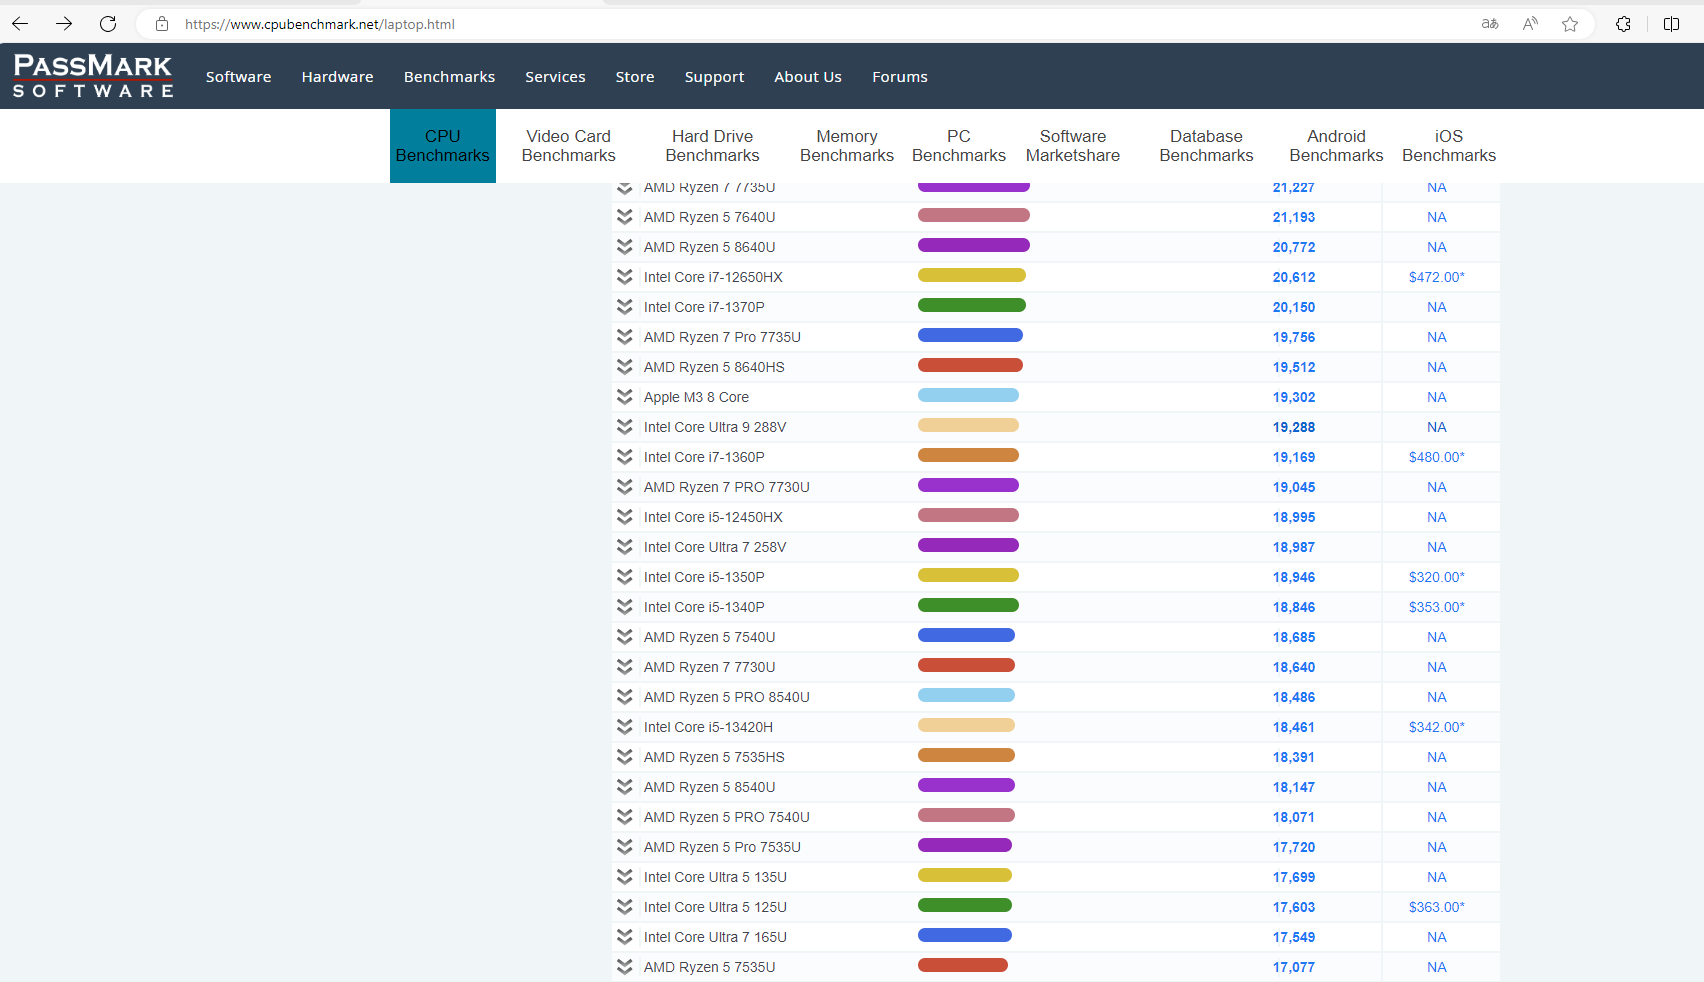 https://www.cpubenchmark.net/laptop.html
PASSMARK
SOFTWARE
Software Hardware Benchmarks Services Store Support About Us Forums
CPU Benchmarks
Video Card Benchmarks
Hard Drive Benchmarks
Memory Benchmarks
PC Benchmarks
Software Marketshare
Database Benchmarks
Android Benchmarks
iOS Benchmarks
AMD Ryzen 7 7735U 21,227 NA
AMD Ryzen 5 7640U 21,193 NA
AMD Ryzen 5 8640U 20,772 NA
Intel Core i7-12650HX 20,612 $472.00*
Intel Core i7-1370P 20,150 NA
AMD Ryzen 7 Pro 7735U 19,756 NA
AMD Ryzen 5 8640HS 19,512 NA
Apple M3 8 Core 19,302 NA
Intel Core Ultra 9 288V 19,288 NA
Intel Core i7-1360P 19,169 $480.00*
AMD Ryzen 7 PRO 7730U 19,045 NA
Intel Core i5-12450HX 18,995 NA
Intel Core Ultra 7 258V 18,987 NA
Intel Core i5-1350P 18,946 $320.00*
Intel Core i5-1340P 18,846 $353.00*
AMD Ryzen 5 7540U 18,685 NA
AMD Ryzen 7 7730U 18,640 NA
AMD Ryzen 5 PRO 8540U 18,486 NA
Intel Core i5-13420H 18,461 $342.00*
AMD Ryzen 5 7535HS 18,391 NA
AMD Ryzen 5 8540U 18,147 NA
AMD Ryzen 5 PRO 7540U 18,071 NA
AMD Ryzen 5 Pro 7535U 17,720 NA
Intel Core Ultra 5 135U 17,699 NA
Intel Core Ultra 5 125U 17,603 $363.00*
Intel Core Ultra 7 165U 17,549 NA
AMD Ryzen 5 7535U 17,077 NA